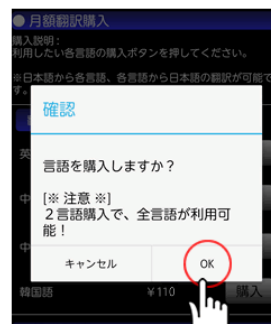 ● 月額翻訳購入
購入説明：
利用したい各言語の購入ボタンを押してください。
※日本語から各言語、各言語から日本語の翻訳が可能で
す。
確認
英
言語を購入しますか？
中
[※ 注意 ※]
２言語購入で、全言語が利用可
能！
中
キャンセル
OK
韓国語 ¥110 購入